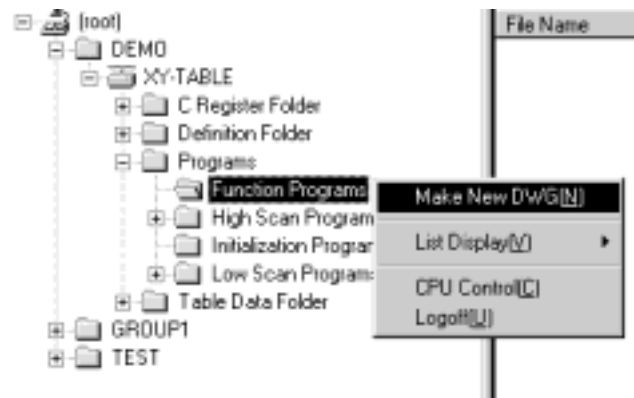 (root)
File Name
DEMO
XY-TABLE
C Register Folder
Definition Folder
Programs
Function Programs
Make New DWG(N)
High Scan Program
List Display(V)
Initialization Progra
Low Scan Programs
CPU Control(C)
Table Data Folder
Logoff(U)
GROUP1
TEST